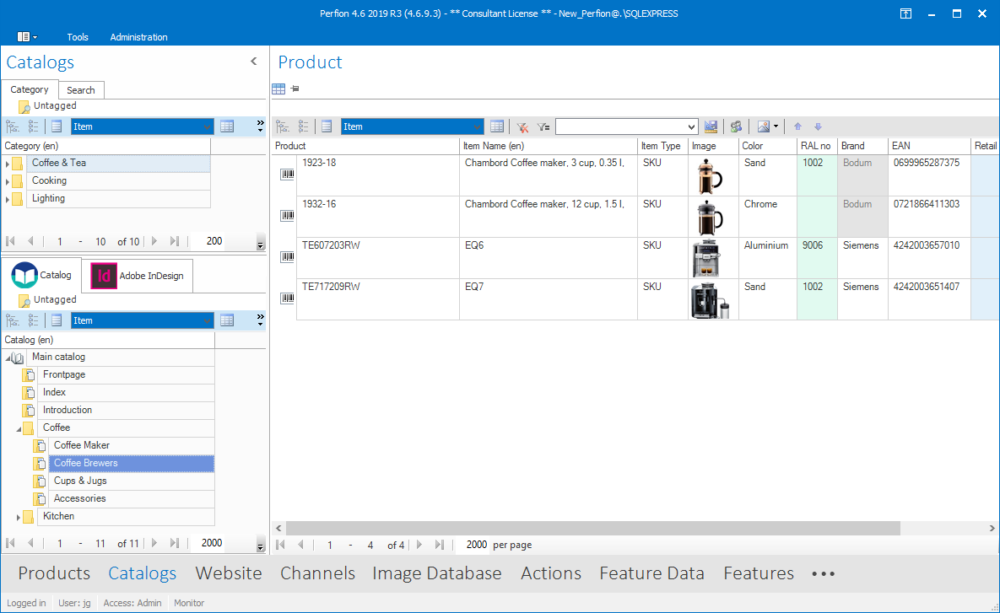 Perfion 4.6 2019 R3 (4.6.9.3) - ** Consultant License ** - New_Perfion@.\SQLEXPRESS
Tools Administration
Catalogs
Category Search
Untagged
Item
Category (en)
Coffee & Tea
Cooking
Lighting
1 - 10 of 10 200
Catalog Id Adobe InDesign
Untagged
Item
Catalog (en)
Main catalog
Frontpage
Index
Introduction
Coffee
Coffee Maker
Coffee Brewers
Cups & Jugs
Accessories
Kitchen
1 - 11 of 11 2000
Product
Item
Product Item Name (en) Item Type Image Color RAL no Brand EAN Retail
1923-18 Chambord Coffee maker, 3 cup, 0.35 l, SKU Sand 1002 Bodum 0699965287375
1932-16 Chambord Coffee maker, 12 cup, 1.5 l, SKU Chrome Bodum 0721866411303
TE607203RW EQ6 SKU Aluminium 9006 Siemens 4242003657010
TE717209RW EQ7 SKU Sand 1002 Siemens 4242003651407
1 - 4 of 4 2000 per page
Products Catalogs Website Channels Image Database Actions Feature Data Features •••
Logged in User: jg Access: Admin Monitor